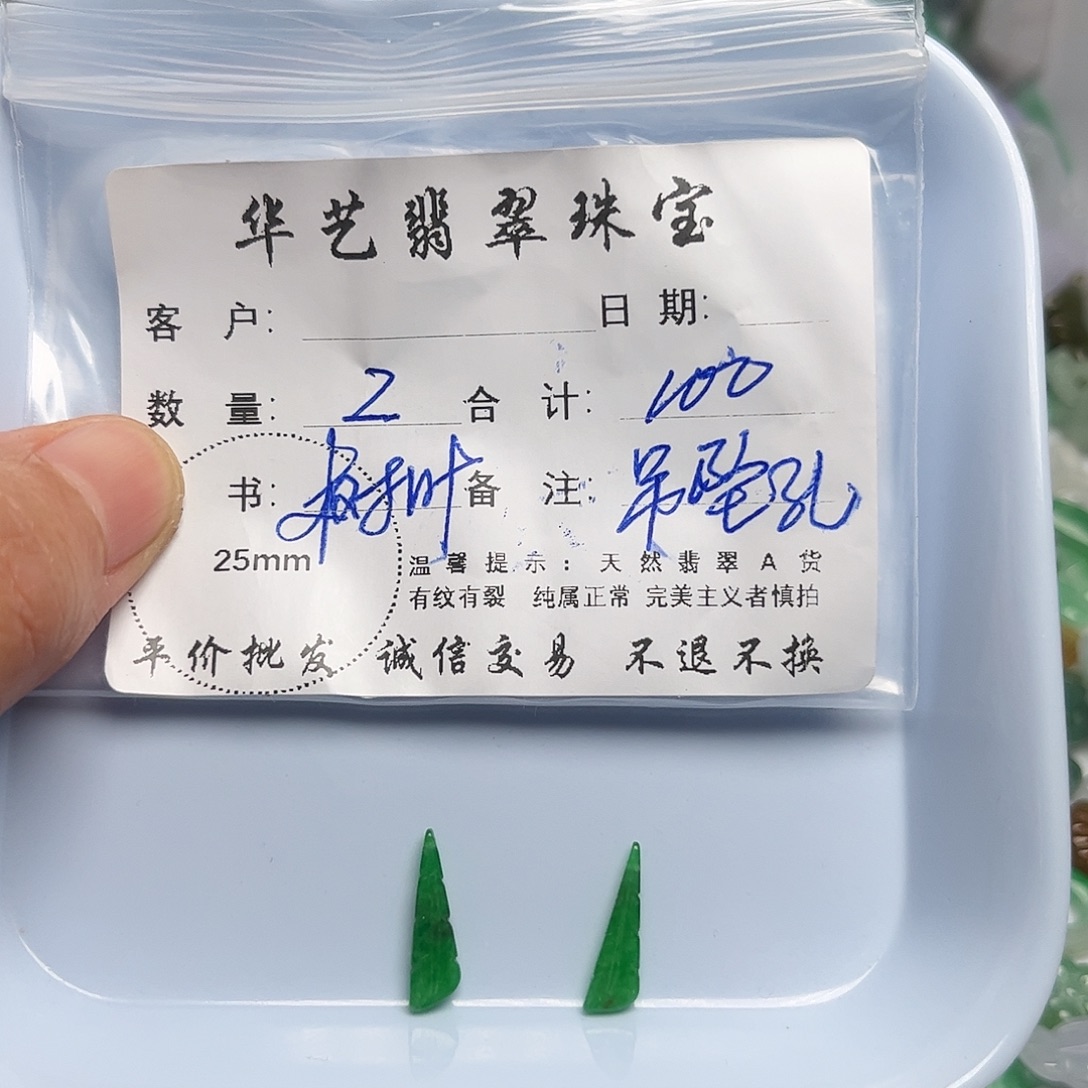 华艺翡翠珠宝
客户: 日期:
数量: 2 合计: 100
书: 树叶 备注: 吊坠孔
25mm
温馨提示：天然翡翠A货
有纹有裂 纯属正常 完美主义者慎拍
平价批发 诚信交易 不退不换